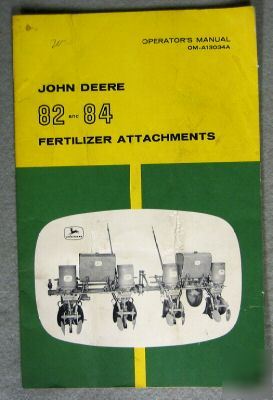 OPERATOR'S MANUAL
OM-A13034A
JOHN DEERE
82 and 84
FERTILIZER ATTACHMENTS